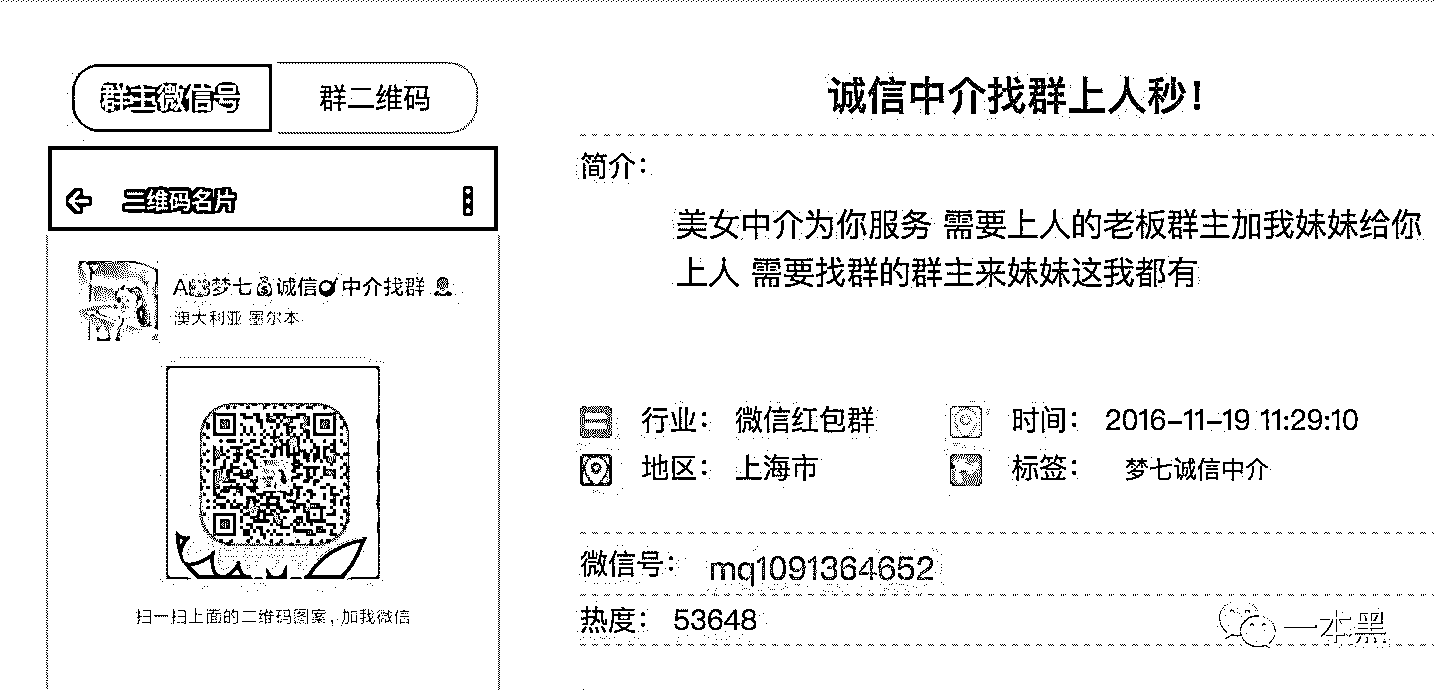 群主微信号
群二维码
二维码名片
A梦七诚信中介找群
澳大利亚 墨尔本
扫一扫上面的二维码图案,加我微信
诚信中介找群上人秒!
简介:
美女中介为你服务 需要上人的老板群主加我妹妹给你
上人 需要找群的群主来妹妹这我都有
行业: 微信红包群
时间: 2016-11-19 11:29:10
地区: 上海市
标签: 梦七诚信中介
微信号: mq1091364652
热度: 53648
一本黑